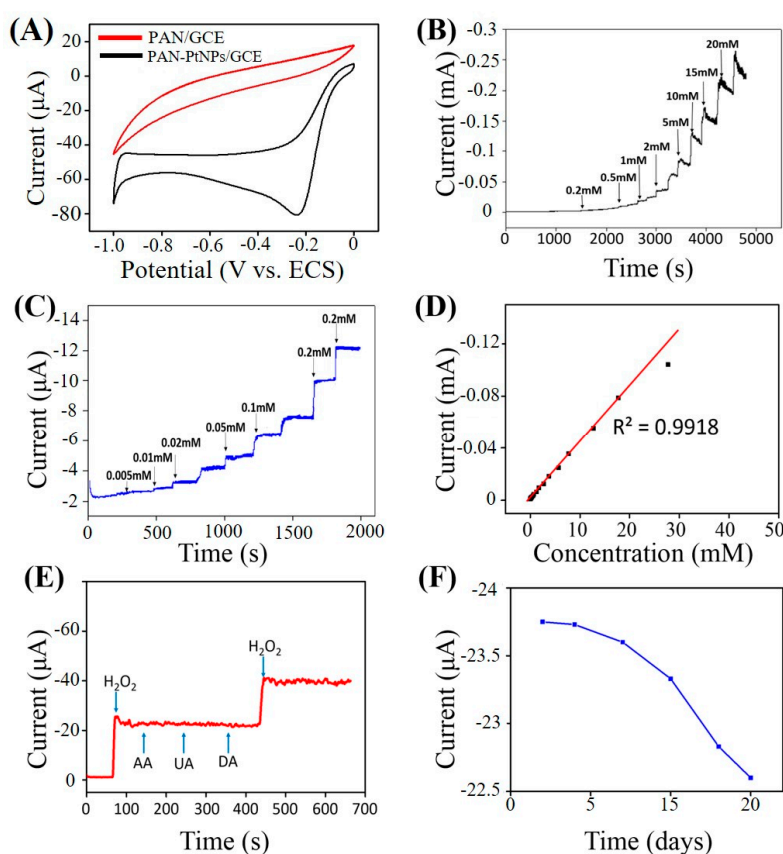 (A)
PAN/GCE
PAN-PtNPs/GCE
Current (µA)
40
20
0
-20
-40
-60
-80
-1.0 -0.8 -0.6 -0.4 -0.2 0
Potential (V vs. ECS)
(B)
Current (mA)
-0.3
-0.25
-0.2
-0.15
-0.1
-0.05
0
0.2mM
0.5mM
1mM
2mM
5mM
10mM
15mM
20mM
0 1000 2000 3000 4000 5000
Time (s)
(C)
Current (µA)
-14
-12
-10
-8
-6
-4
-2
0.005mM
0.01mM
0.02mM
0.05mM
0.1mM
0.2mM
0.2mM
0 500 1000 1500 2000
Time (s)
(D)
Current (mA)
-0.12
-0.08
-0.04
0
R² = 0.9918
0 10 20 30 40 50
Concentration (mM)
(E)
Current (µA)
-60
-40
-20
0
H₂O₂
H₂O₂
AA
UA
DA
0 100 200 300 400 500 600 700
Time (s)
(F)
Current (µA)
-24
-23.5
-23
-22.5
0 5 15 20
Time (days)